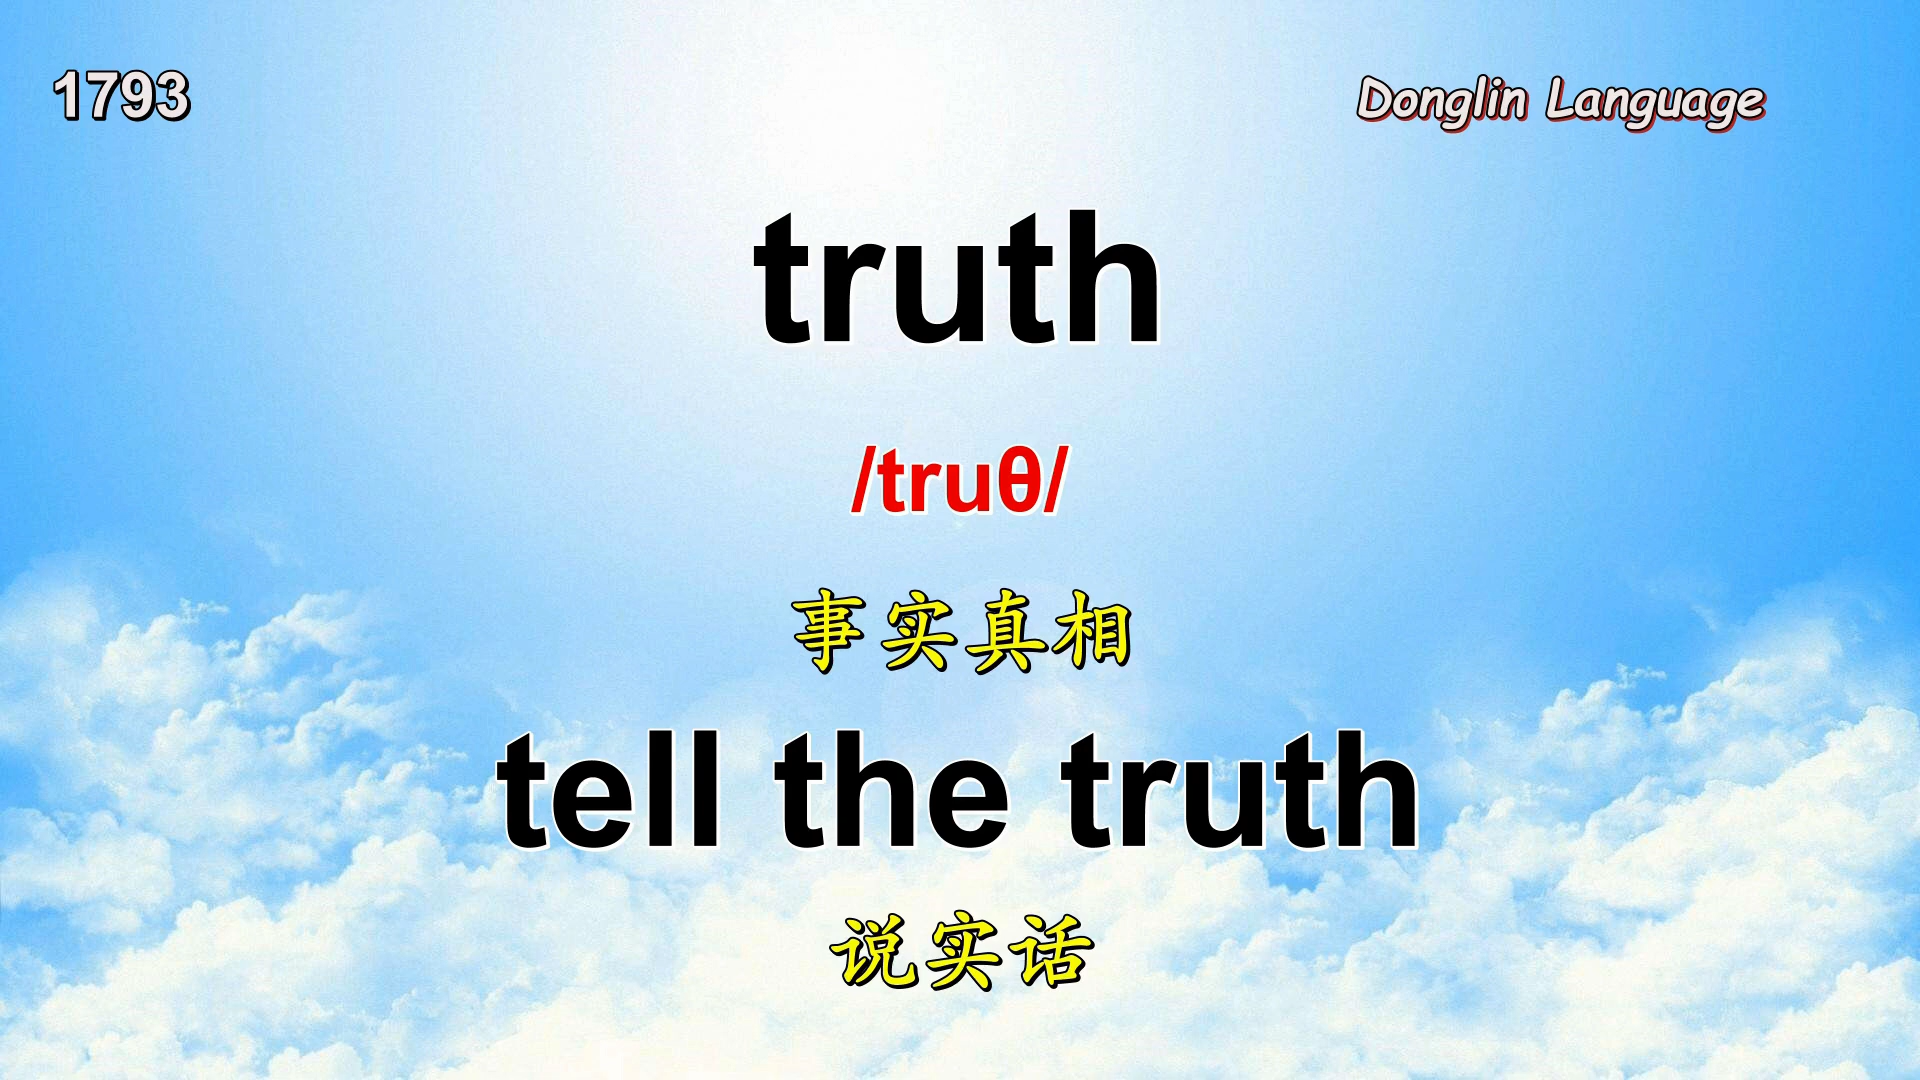 1793
Donglin Language
truth
/truθ/
事实真相
tell the truth
说实话